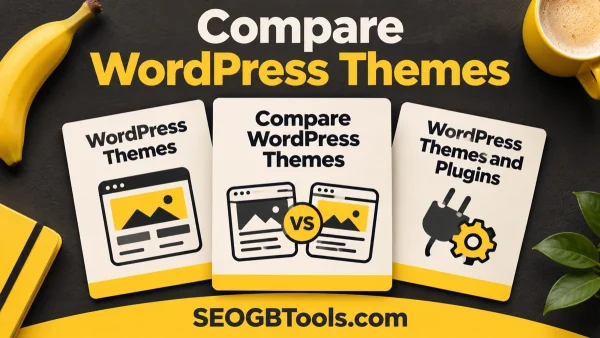 Compare
WordPress Themes
WordPress
Themes
Compare
WordPress
Themes
VS
WordPress
Themes and
Plugins
SEOGBTools.com